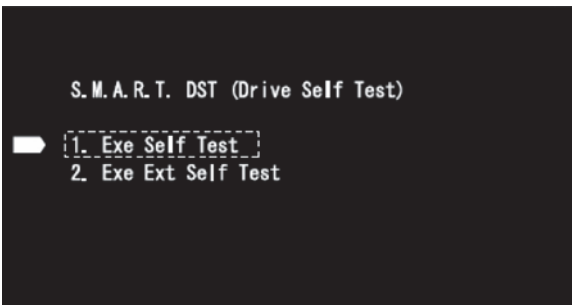 S.M.A.R.T. DST (Drive Self Test)
1. Exe Self Test
2. Exe Ext Self Test